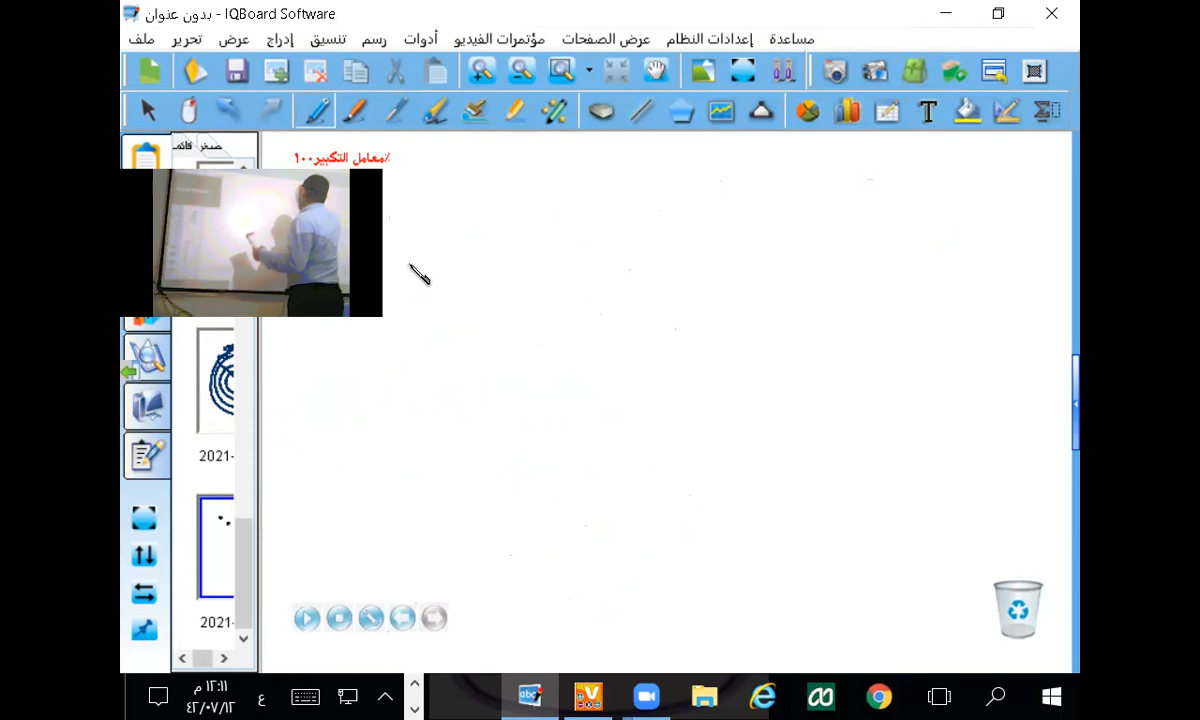 بدون عنوان - IQBoard Software
ملف تحرير عرض إدراج تنسيق رسم أدوات مؤتمرات الفيديو عرض الصفحات إعدادات النظام مساعدة
معامل التكبير١٠٠٪
2021-
2021-
abc
١٢:١١ م
ع
٤٢/٠٧/١٢